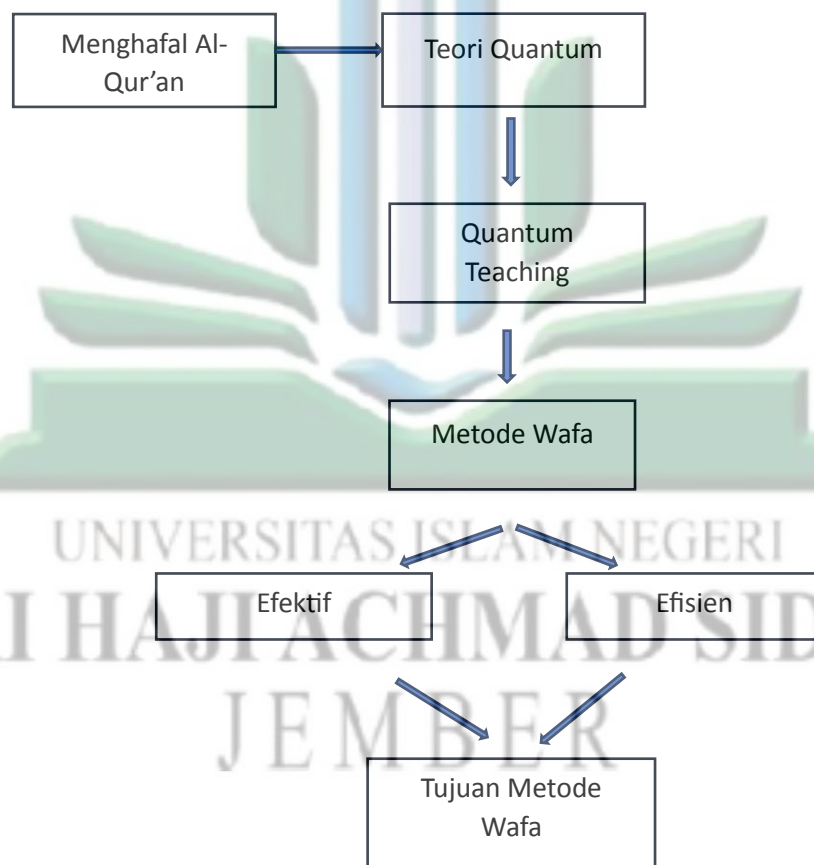 Menghafal Al-
Qur'an
Teori Quantum
Quantum
Teaching
Metode Wafa
UNIVERSITAS ISLAM NEGERI
Efektif
Efisien
I HAJI ACHMAD SID
JEMBER
Tujuan Metode
Wafa